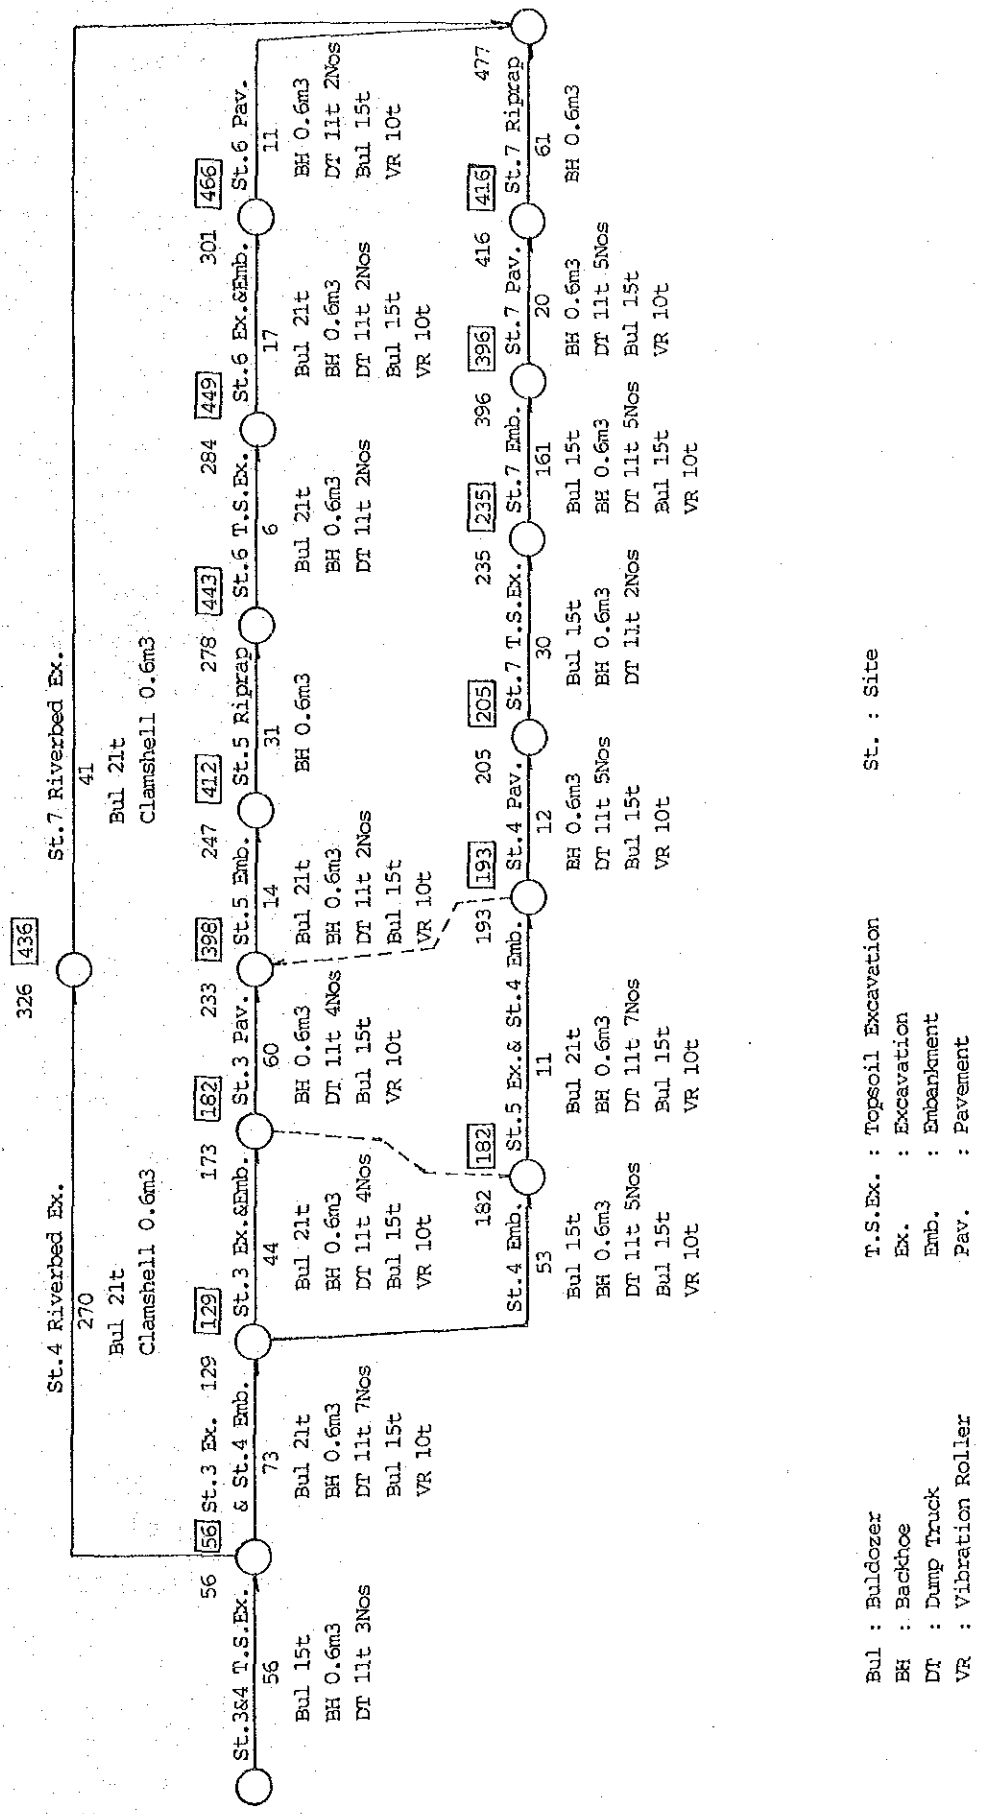 326 436
St.4 Riverbed Ex.
270
Bul 21t
Clamshell 0.6m3
St.7 Riverbed Ex.
41
Bul 21t
Clamshell 0.6m3
St.3&4 T.S.Ex.
56
Bul 15t
BH 0.6m3
DT 11t 3Nos
56 56
St.3 Ex.
& St.4 Emb.
73
Bul 21t
BH 0.6m3
DT 11t 7Nos
Bul 15t
VR 10t
129 129
St.3 Ex.&Emb.
44
Bul 21t
BH 0.6m3
DT 11t 4Nos
Bul 15t
VR 10t
173 182
St.3 Pav.
60
BH 0.6m3
DT 11t 4Nos
Bul 15t
VR 10t
233 398
St.5 Emb.
14
Bul 21t
BH 0.6m3
DT 11t 2Nos
Bul 15t
VR 10t
247 412
St.5 Riprap
31
BH 0.6m3
278 443
St.6 T.S.Ex.
6
Bul 21t
BH 0.6m3
DT 11t 2Nos
284 449
St.6 Ex.&Emb.
17
Bul 21t
BH 0.6m3
DT 11t 2Nos
Bul 15t
VR 10t
301 466
St.6 Pav.
11
BH 0.6m3
DT 11t 2Nos
Bul 15t
VR 10t
St.4 Emb.
53
Bul 15t
BH 0.6m3
DT 11t 5Nos
Bul 15t
VR 10t
182 182
St.5 Ex.& St.4 Emb.
11
Bul 21t
BH 0.6m3
DT 11t 7Nos
Bul 15t
VR 10t
193 193
St.4 Pav.
12
BH 0.6m3
DT 11t 5Nos
Bul 15t
VR 10t
205 205
St.7 T.S.Ex.
30
Bul 15t
BH 0.6m3
DT 11t 2Nos
235 235
St.7 Emb.
161
Bul 15t
BH 0.6m3
DT 11t 5Nos
Bul 15t
VR 10t
396 396
St.7 Pav.
20
BH 0.6m3
DT 11t 5Nos
Bul 15t
VR 10t
416 416
St.7 Riprap
61
BH 0.6m3
477
Bul : Buldozer
BH : Backhoe
DT : Dump Truck
VR : Vibration Roller
T.S.Ex. : Topsoil Excavation
Ex. : Excavation
Emb. : Embankment
Pav. : Pavement
St. : Site